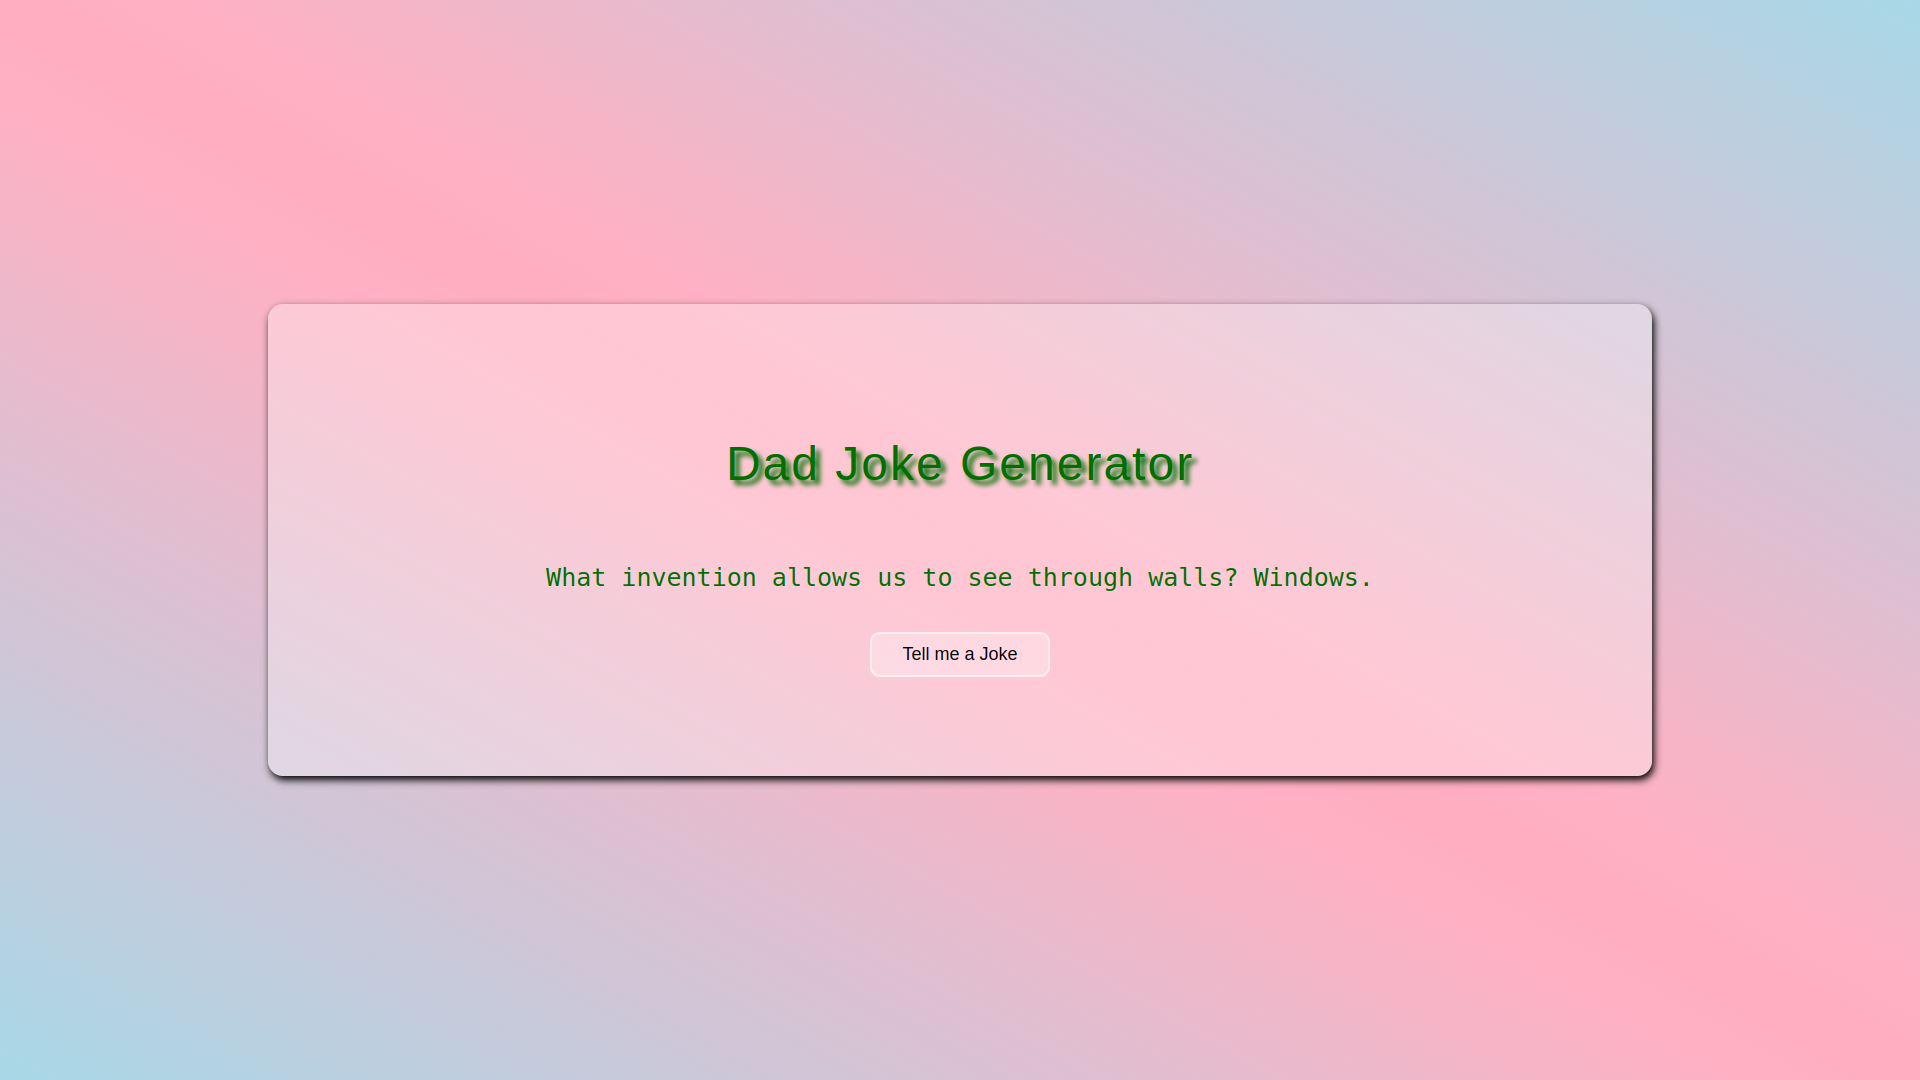 Dad Joke Generator
What invention allows us to see through walls? Windows.
Tell me a Joke